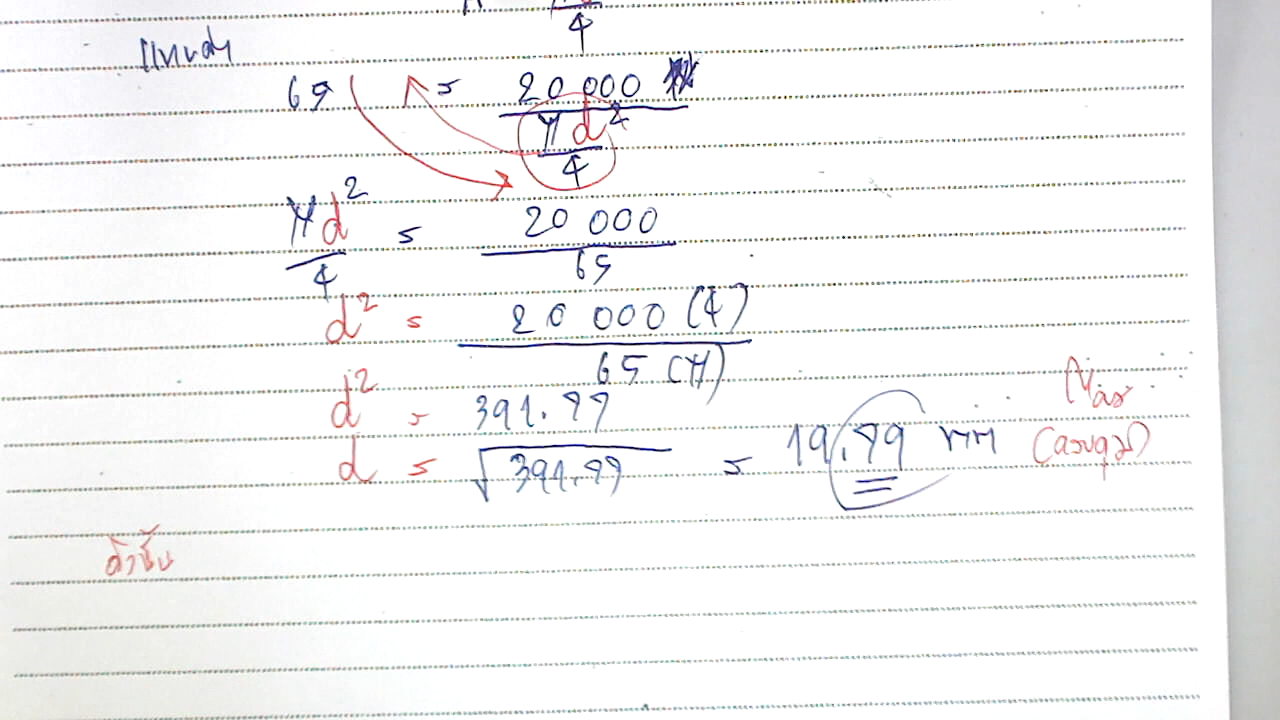 4
แทนค่า
65 = 20 000
πd²
4
πd² = 20 000
4 65
d² = 20 000 (4)
65 (π)
d² = 391.77
d = √391.77 = 19.79 mm